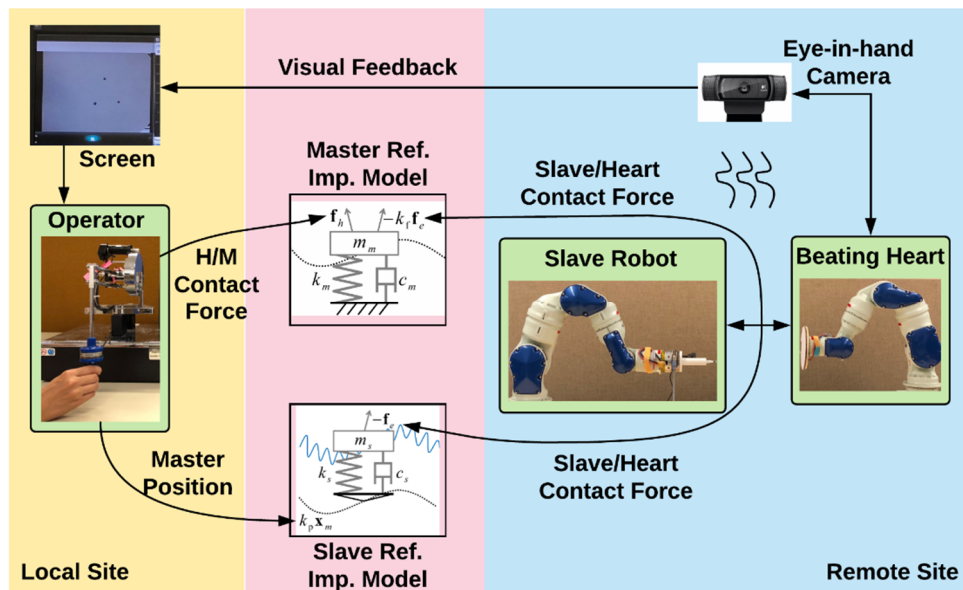 Visual Feedback
Eye-in-hand
Camera
Screen
Master Ref.
Imp. Model
Slave/Heart
Contact Force
Operator
f_h
-k_f f_e
m_m
k_m
c_m
H/M
Contact
Force
Slave Robot
Beating Heart
-f_e
m_s
k_s
c_s
Master
Position
k_p x_m
Slave/Heart
Contact Force
Slave Ref.
Imp. Model
Local Site
Remote Site